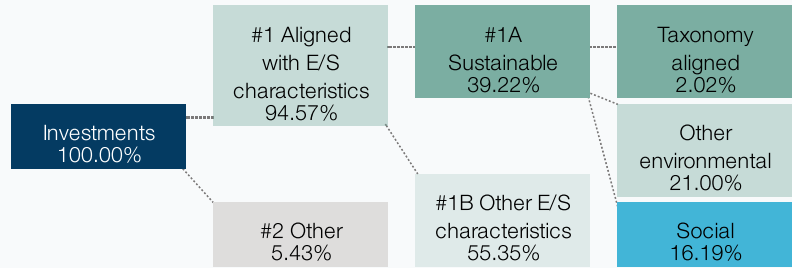 Investments
100.00%
#1 Aligned
with E/S
characteristics
94.57%
#2 Other
5.43%
#1A
Sustainable
39.22%
#1B Other E/S
characteristics
55.35%
Taxonomy
aligned
2.02%
Other
environmental
21.00%
Social
16.19%